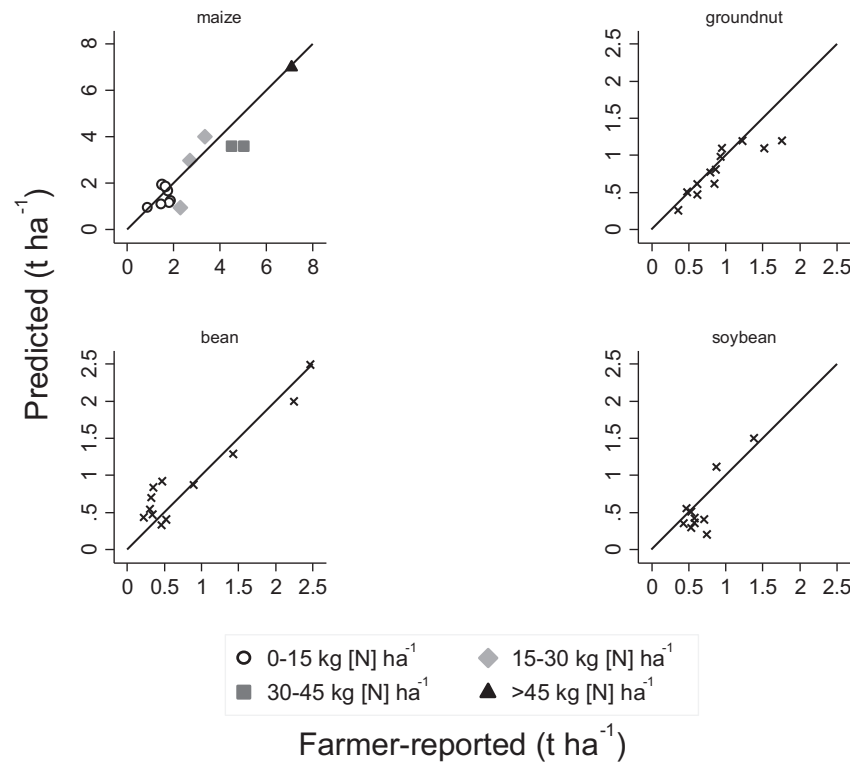 maize
groundnut
8
6
4
2
0
0 2 4 6 8
2.5
2
1.5
1
.5
0
0 0.5 1 1.5 2 2.5
Predicted (t ha-1)
bean
soybean
2.5
2
1.5
1
.5
0
0 0.5 1 1.5 2 2.5
2.5
2
1.5
1
.5
0
0 0.5 1 1.5 2 2.5
0-15 kg [N] ha-1
15-30 kg [N] ha-1
30-45 kg [N] ha-1
>45 kg [N] ha-1
Farmer-reported (t ha-1)